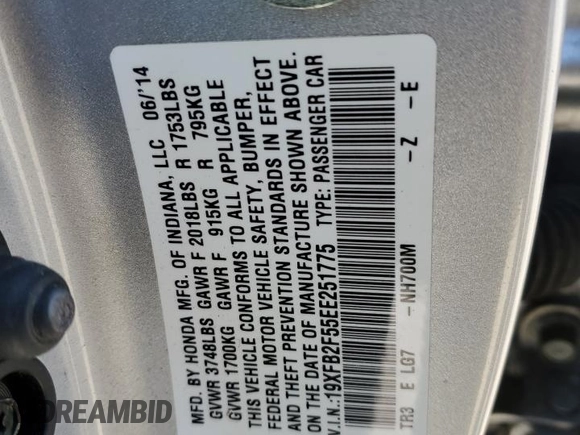 MFD. BY HONDA MFG. OF INDIANA, LLC 06/'14
GVWR 3748LBS GAWR F 2018LBS R 1753LBS
GVWR 1700KG GAWR F 915KG R 795KG
THIS VEHICLE CONFORMS TO ALL APPLICABLE
FEDERAL MOTOR VEHICLE SAFETY, BUMPER,
AND THEFT PREVENTION STANDARDS IN EFFECT
ON THE DATE OF MANUFACTURE SHOWN ABOVE.
V.I.N.:19XFB2F55EE251775 TYPE: PASSENGER CAR
TR3 E LG7 -NH700M -Z -E
DREAMBID